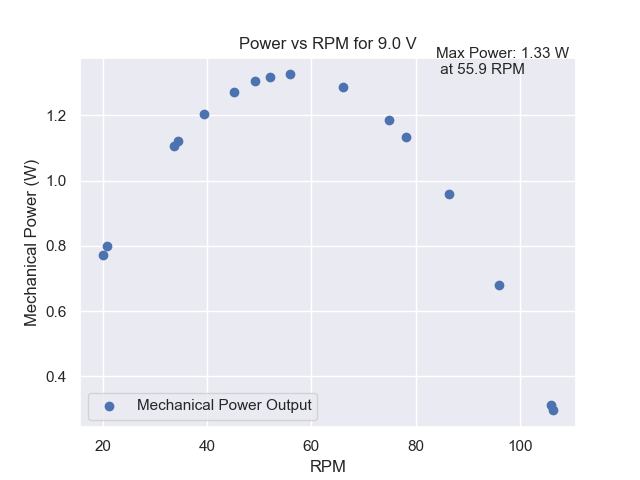 Power vs RPM for 9.0 V
Max Power: 1.33 W
at 55.9 RPM
1.2
1.0
0.8
0.6
0.4
Mechanical Power (W)
Mechanical Power Output
20 40 60 80 100
RPM